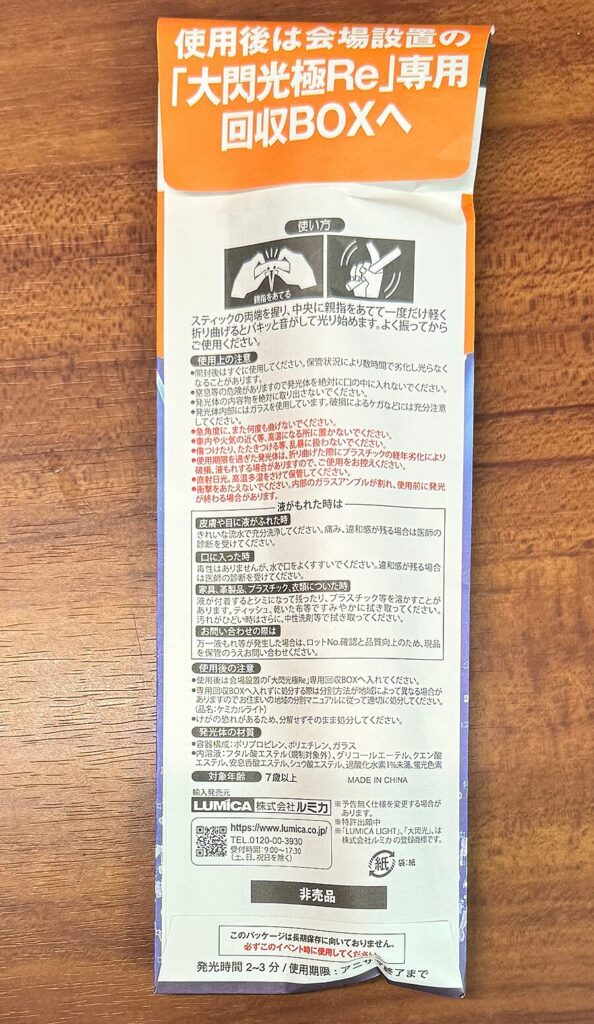 使用後は会場設置の
「大閃光極Re」専用
回収BOXへ
使い方
親指をあてる
スティックの両端を握り、中央に親指をあてて一度だけ軽く
折り曲げるとパキッと音がして光り始めます。よく振ってから
ご使用ください。
使用上の注意
●開封後はすぐに使用してください。保管状況により数時間で劣化し光らなく
なることがあります。
●窒息等の危険がありますので発光体を絶対に口の中に入れないでください。
●発光体の内容物を絶対に取り出さないでください。
●発光体内部にはガラスを使用しています。破損によるケガなどには充分注意
してください。
●急角度に、また何度も曲げないでください。
●車内や火気の近く等、高温になる所に置かないでください。
●傷つけたり、たたきつける等、乱暴に扱わないでください。
●使用期限を過ぎた発光体は、折り曲げた際にプラスチックの経年劣化により
破損、液もれする場合がありますので、ご使用をお控えください。
●直射日光、高温多湿をさけて保管してください。
●衝撃をあたえないでください。内部のガラスアンプルが割れ、使用前に発光
が終わる場合があります。
液がもれた時は
皮膚や目に液がふれた時
きれいな流水で充分洗浄してください。痛み、違和感が残る場合は医師の
診断を受けてください。
口に入った時
毒性はありませんが、水で口をよくすすいでください。違和感が残る場合
は医師の診断を受けてください。
家具、革製品、プラスチック、衣類についた時
液が付着するとシミになって残ったり、プラスチック等を溶かすことが
あります。ティッシュ、乾いた布等ですみやかに拭き取ってください。
汚れがひどい時はさらに、中性洗剤等で拭き取ってください。
お問い合わせの際は
万一液もれ等が発生した場合は、ロットNo.確認と品質向上のため、現品
を保管のうえお問い合わせください。
使用後の注意
●使用後は会場設置の「大閃光極Re」専用回収BOXへ入れてください。
●専用回収BOXへ入れずに処分する際は分別方法が地域によって異なる場合が
ありますのでお住まいの地域の分別マニュアルに従って適切に処分してください。
(品名:ケミカルライト)
●けがの恐れがあるため、分解せずそのまま処分してください。
発光体の材質
●容器構成:ポリプロピレン、ポリエチレン、ガラス
●内溶液:フタル酸エステル(規制対象外)、グリコールエーテル、クエン酸
エステル、安息香酸エステル、シュウ酸エステル、過酸化水素1%未満、蛍光色素
対象年齢 7歳以上 MADE IN CHINA
輸入発売元
LUMICA 株式会社ルミカ
https://www.lumica.co.jp/
TEL.0120-00-3930
受付時間:9:00〜17:30
(土、日、祝日を除く)
※予告無く仕様を変更する場合が
あります。
※特許出願中
※「LUMICA LIGHT」、「大閃光」は
株式会社ルミカの登録商標です。
紙 袋:紙
非売品
このパッケージは長期保存に向いておりません。
必ずこのイベント時に使用してください。
発光時間 2~3 分 / 使用期限:アニサ 終了まで